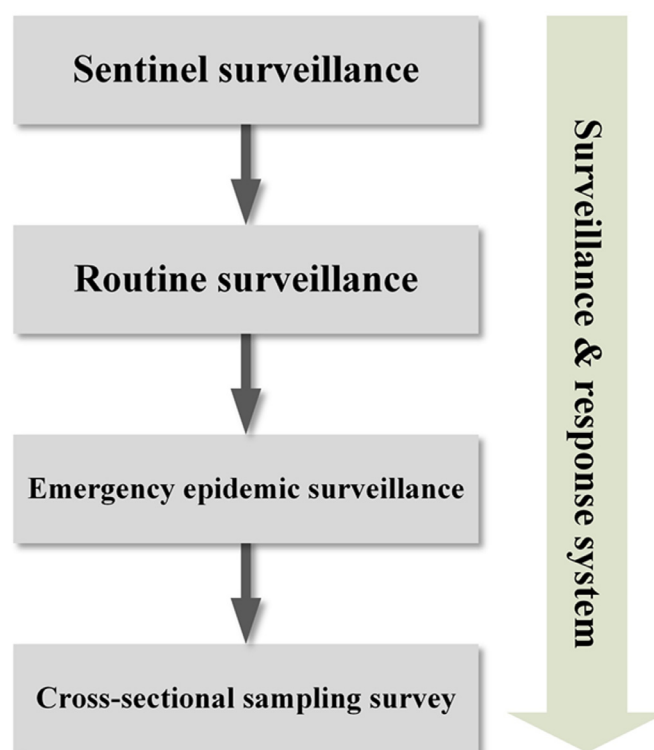 Sentinel surveillance
Routine surveillance
Emergency epidemic surveillance
Cross-sectional sampling survey
Surveillance & response system